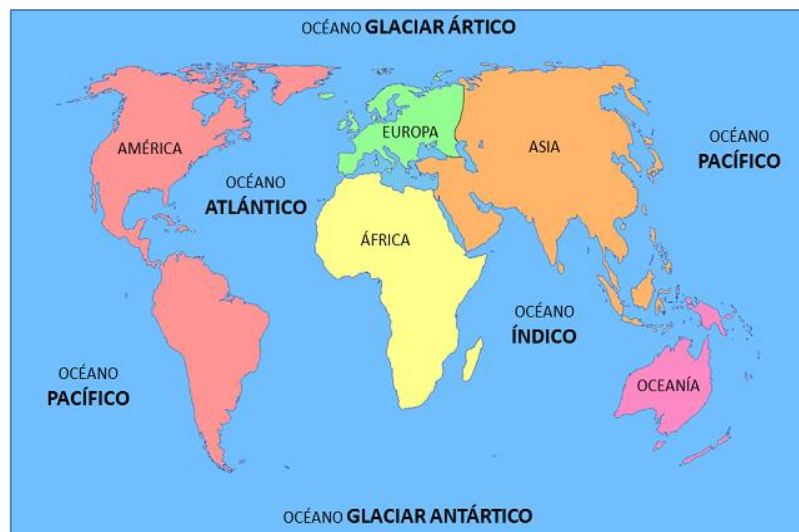 OCÉANO GLACIAR ÁRTICO
AMÉRICA
EUROPA
ASIA
OCÉANO
PACÍFICO
OCÉANO
ATLÁNTICO
ÁFRICA
OCÉANO
ÍNDICO
OCÉANO
PACÍFICO
OCEANÍA
OCÉANO GLACIAR ANTÁRTICO